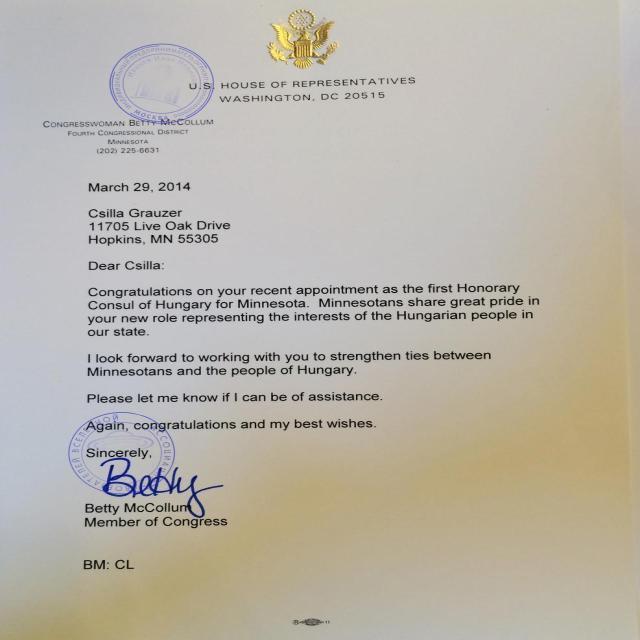 U.S. HOUSE OF REPRESENTATIVES
WASHINGTON, DC 20515
CONGRESSWOMAN BETTY MCCOLLUM
FOURTH CONGRESSIONAL DISTRICT
MINNESOTA
(202) 225-6631
МОСКВА
March 29, 2014
Csilla Grauzer
11705 Live Oak Drive
Hopkins, MN 55305
Dear Csilla:
Congratulations on your recent appointment as the first Honorary
Consul of Hungary for Minnesota. Minnesotans share great pride in
your new role representing the interests of the Hungarian people in
our state.
I look forward to working with you to strengthen ties between
Minnesotans and the people of Hungary.
Please let me know if I can be of assistance.
Again, congratulations and my best wishes.
Sincerely,
Betty
Betty McCollum
Member of Congress
BM: CL